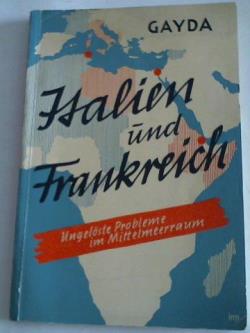 GAYDA
Italien
und
Frankreich
Ungelöste Probleme
im Mittelmeerraum